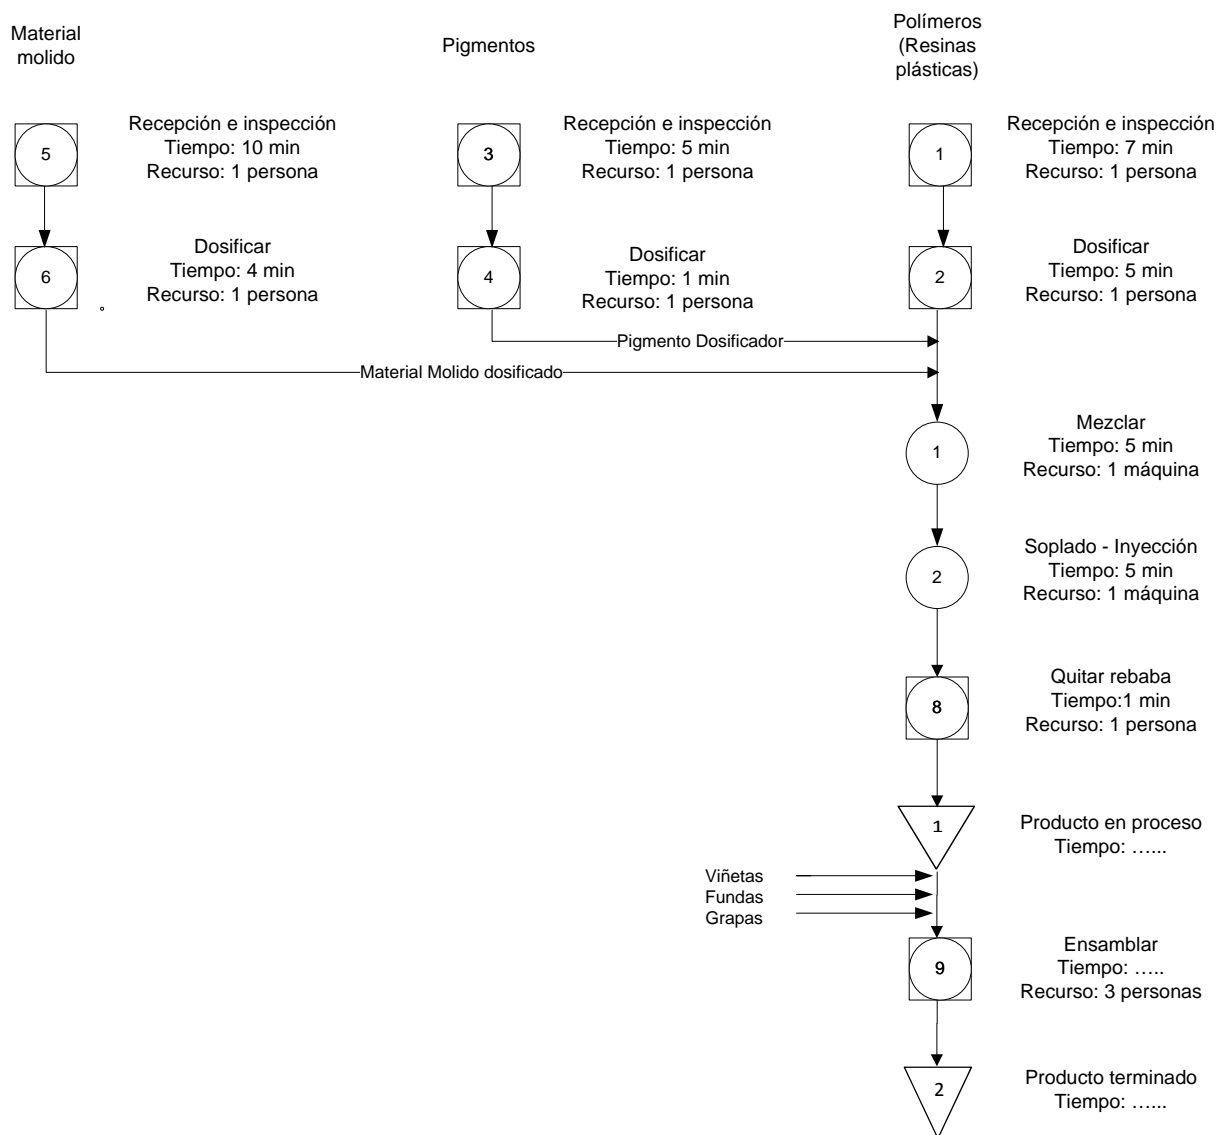 Material
molido
Pigmentos
Polímeros
(Resinas
plásticas)
5
Recepción e inspección
Tiempo: 10 min
Recurso: 1 persona
3
Recepción e inspección
Tiempo: 5 min
Recurso: 1 persona
1
Recepción e inspección
Tiempo: 7 min
Recurso: 1 persona
6
Dosificar
Tiempo: 4 min
Recurso: 1 persona
4
Dosificar
Tiempo: 1 min
Recurso: 1 persona
2
Dosificar
Tiempo: 5 min
Recurso: 1 persona
Pigmento Dosificador
Material Molido dosificado
1
Mezclar
Tiempo: 5 min
Recurso: 1 máquina
2
Soplado - Inyección
Tiempo: 5 min
Recurso: 1 máquina
8
Quitar rebaba
Tiempo:1 min
Recurso: 1 persona
1
Producto en proceso
Tiempo: …...
Viñetas
Fundas
Grapas
9
Ensamblar
Tiempo: …..
Recurso: 3 personas
2
Producto terminado
Tiempo: …...